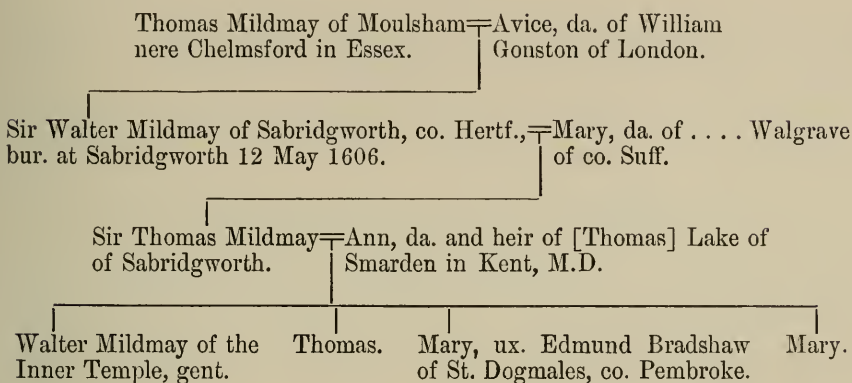 Thomas Mildmay of Moulsham
nere Chelmsford in Essex.
Avice, da. of William
Gonston of London.
Sir Walter Mildmay of Sabridgworth, co. Hertf.,
bur. at Sabridgworth 12 May 1606.
Mary, da. of . . . . Walgrave
of co. Suff.
Sir Thomas Mildmay
of Sabridgworth.
Ann, da. and heir of [Thomas] Lake of
Smarden in Kent, M.D.
Walter Mildmay of the
Inner Temple, gent.
Thomas.
Mary, ux. Edmund Bradshaw
of St. Dogmales, co. Pembroke.
Mary.